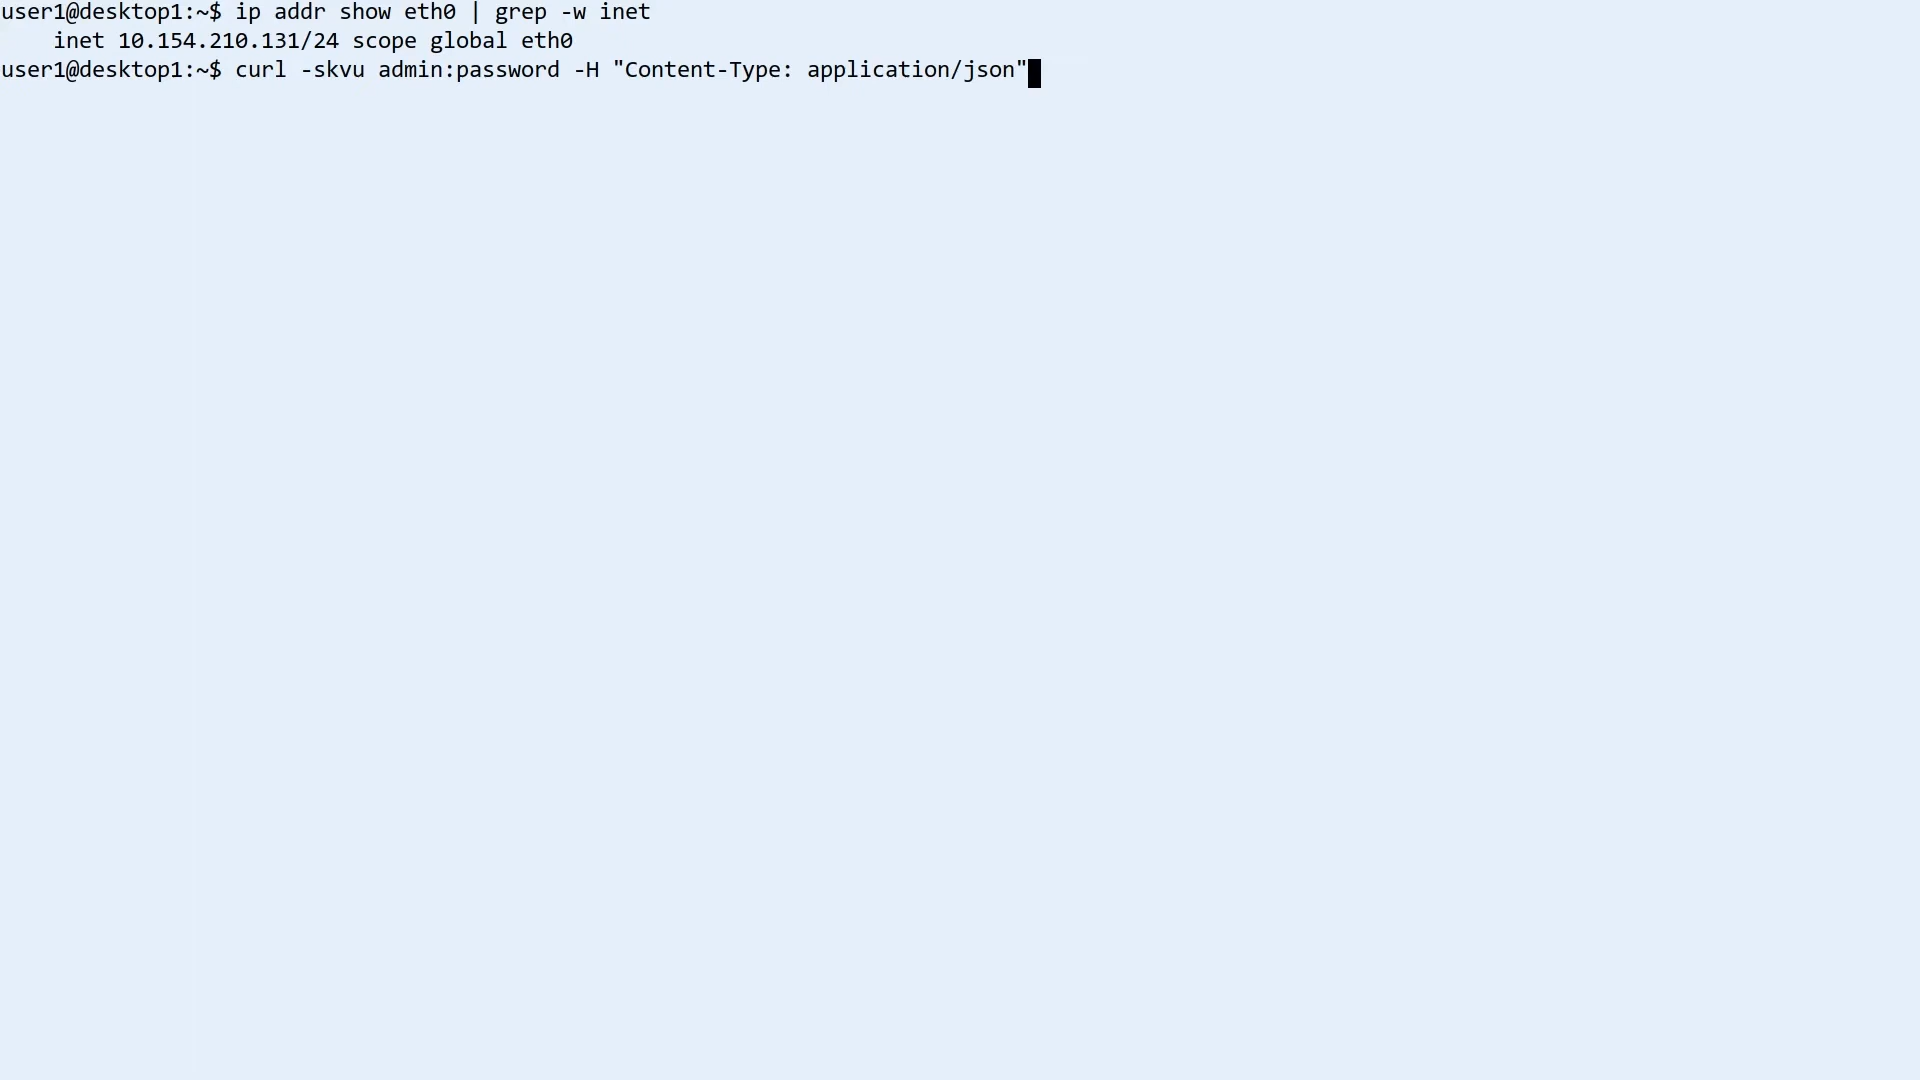 user1@desktop1:~$ ip addr show eth0 | grep -w inet
    inet 10.154.210.131/24 scope global eth0
user1@desktop1:~$ curl -skvu admin:password -H "Content-Type: application/json"